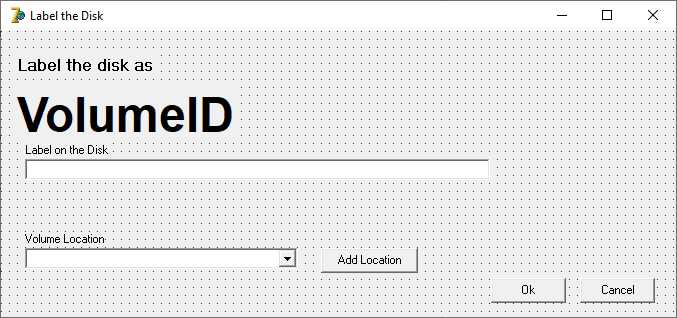 Label the Disk
Label the disk as
VolumeID
Label on the Disk
Volume Location
Add Location
Ok
Cancel